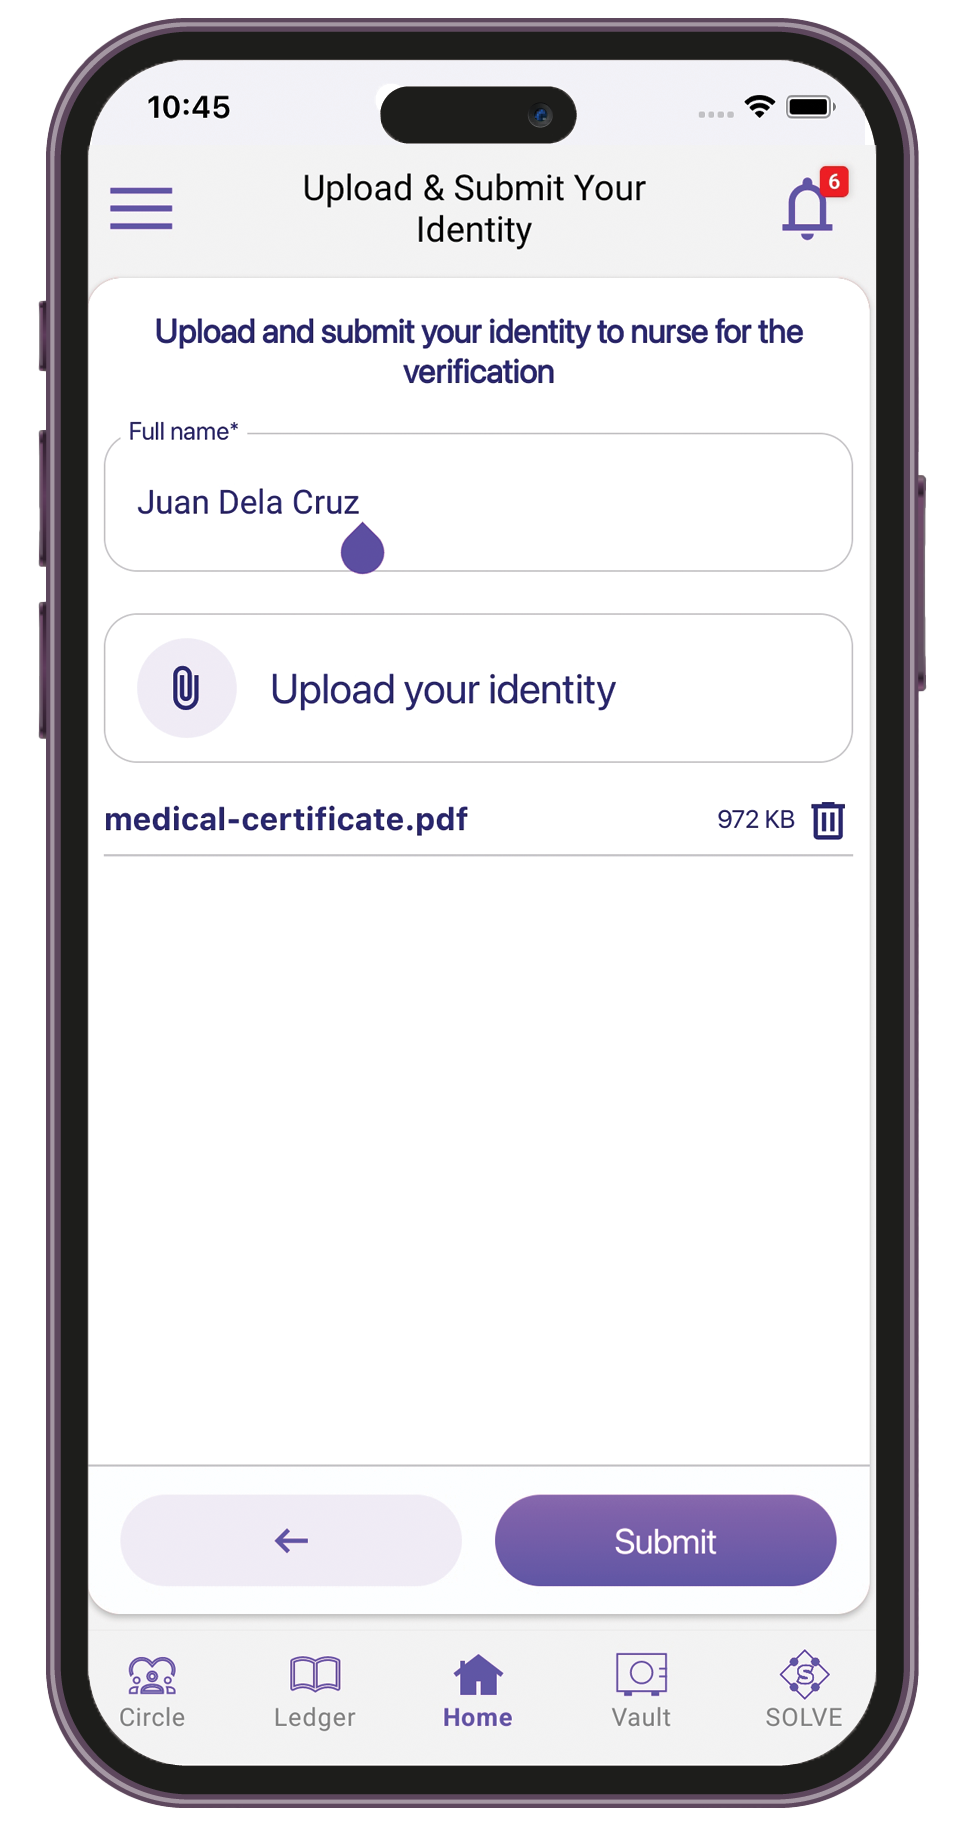 10:45
Upload & Submit Your
Identity
6
Upload and submit your identity to nurse for the
verification
Full name*
Juan Dela Cruz
Upload your identity
medical-certificate.pdf 972 KB
Submit
S
Circle Ledger Home Vault SOLVE